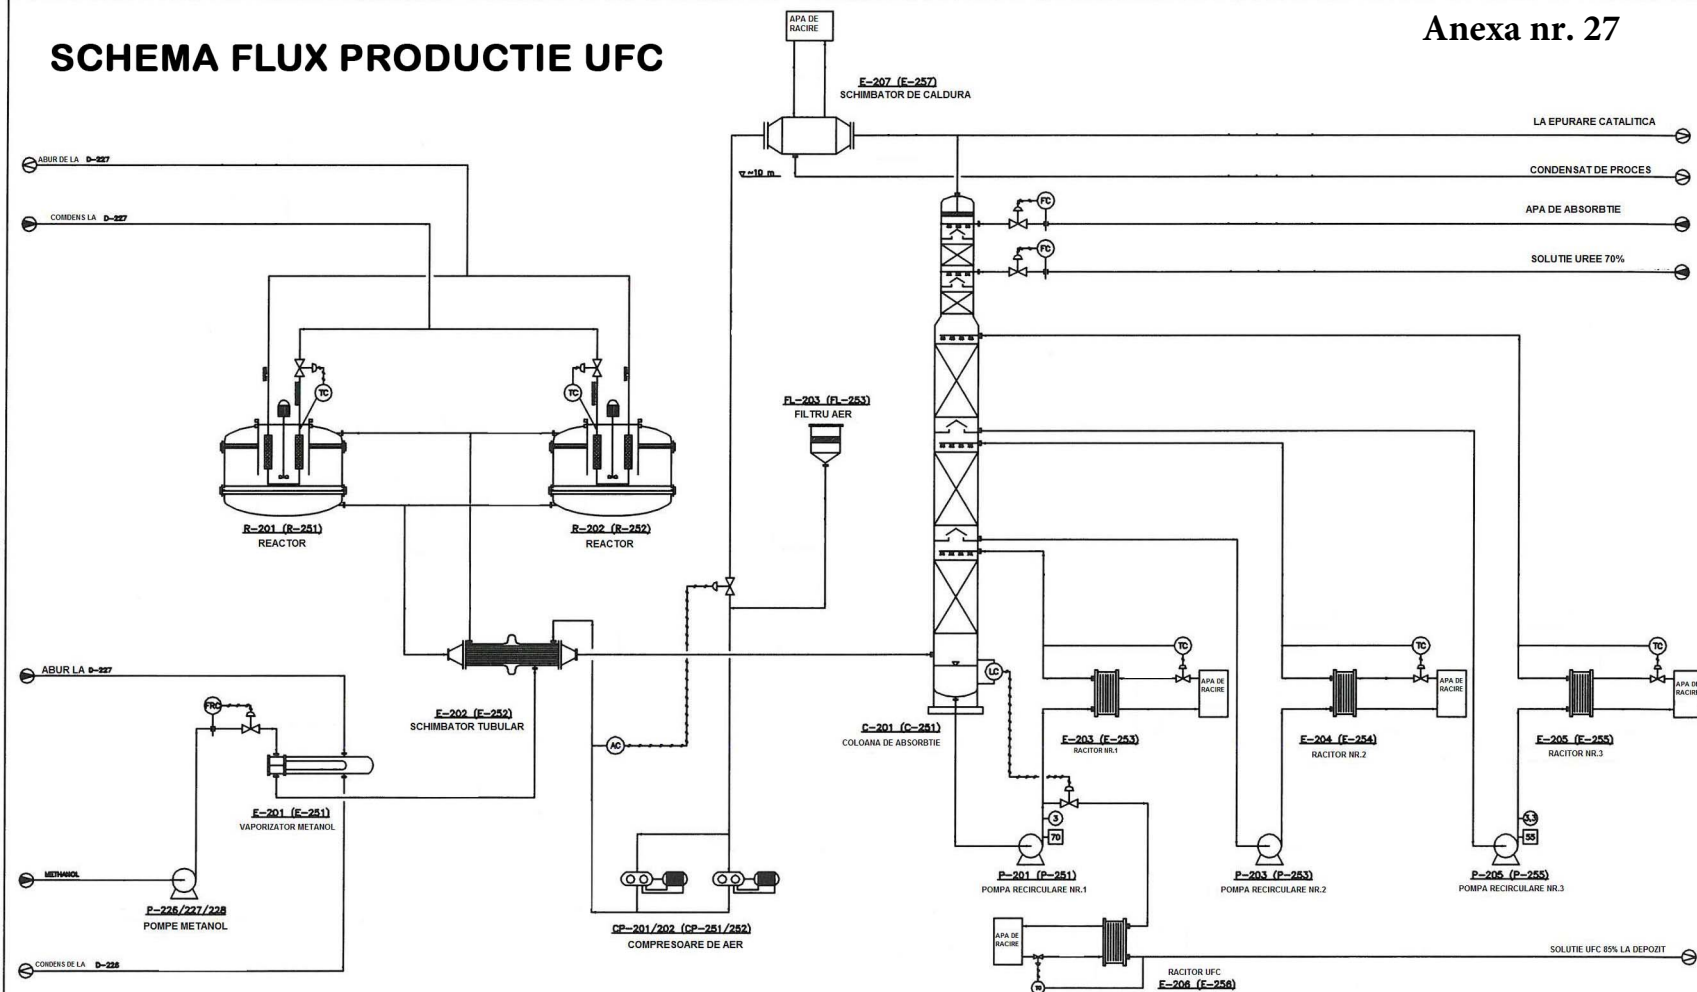 Anexa nr. 27
SCHEMA FLUX PRODUCTIE UFC
APA DE
RACIRE
E-207 (E-257)
SCHIMBATOR DE CALDURA
LA EPURARE CATALITICA
~10 m
CONDENSAT DE PROCES
ABUR DE LA D-227
FC
APA DE ABSORBTIE
COMDENS LA D-227
FC
SOLUTIE UREE 70%
TC
TC
FL-203 (FL-253)
FILTRU AER
R-201 (R-251)
REACTOR
R-202 (R-252)
REACTOR
ABUR LA D-227
FRC
E-202 (E-252)
SCHIMBATOR TUBULAR
LC
TC
TC
TC
APA DE
RACIRE
APA DE
RACIRE
APA DE
RACIRE
C-201 (C-251)
COLOANA DE ABSORBTIE
E-203 (E-253)
RACITOR NR.1
E-204 (E-254)
RACITOR NR.2
E-205 (E-255)
RACITOR NR.3
AC
E-201 (E-251)
VAPORIZATOR METANOL
3
70
3,3
55
METHANOL
P-226/227/228
POMPE METANOL
P-201 (P-251)
POMPA RECIRCULARE NR.1
P-203 (P-253)
POMPA RECIRCULARE NR.2
P-205 (P-255)
POMPA RECIRCULARE NR.3
CP-201/202 (CP-251/252)
COMPRESOARE DE AER
APA DE
RACIRE
SOLUTIE UFC 85% LA DEPOZIT
CONDENS DE LA D-226
RACITOR UFC
E-206 (E-256)